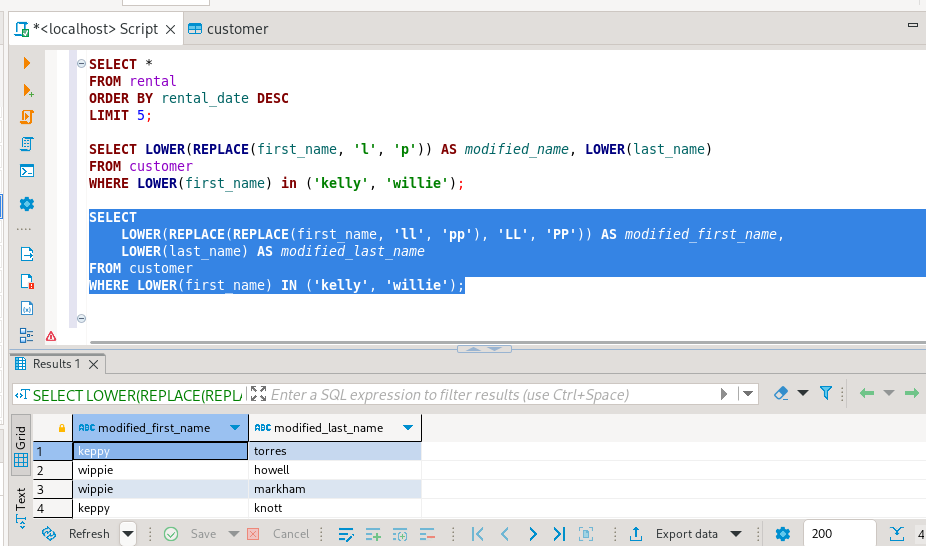 *<localhost> Script
customer
SELECT *
FROM rental
ORDER BY rental_date DESC
LIMIT 5;
SELECT LOWER(REPLACE(first_name, 'l', 'p')) AS modified_name, LOWER(last_name)
FROM customer
WHERE LOWER(first_name) in ('kelly', 'willie');
SELECT
LOWER(REPLACE(REPLACE(first_name, 'll', 'pp'), 'LL', 'PP')) AS modified_first_name,
LOWER(last_name) AS modified_last_name
FROM customer
WHERE LOWER(first_name) IN ('kelly', 'willie');
Results 1
SELECT LOWER(REPLACE(REPL
Enter a SQL expression to filter results (use Ctrl+Space)
Grid
Text
ABC modified_first_name ABC modified_last_name
1 keppy torres
2 wippie howell
3 wippie markham
4 keppy knott
Refresh Save Cancel Export data 200 4